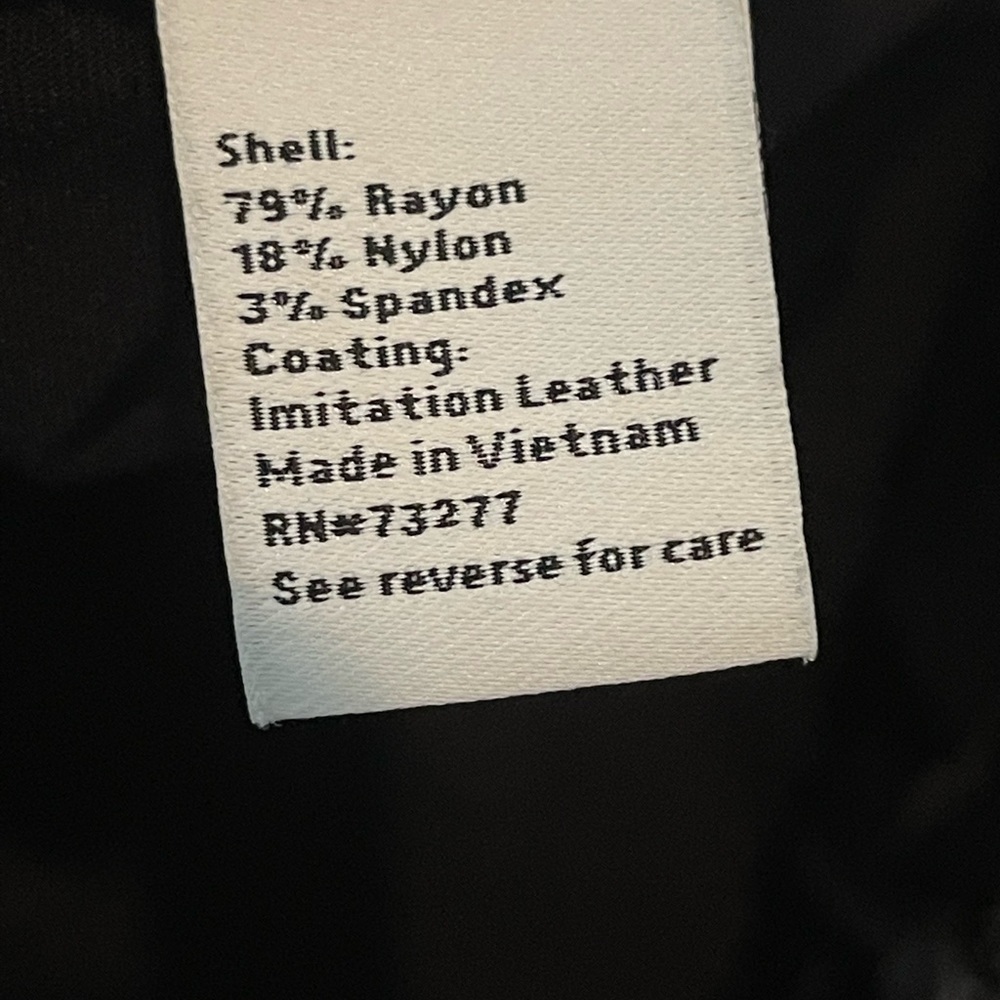 Shell:
79% Rayon
18% Nylon
3% Spandex
Coating:
Imitation Leather
Made in Vietnam
RN#73277
See reverse for care